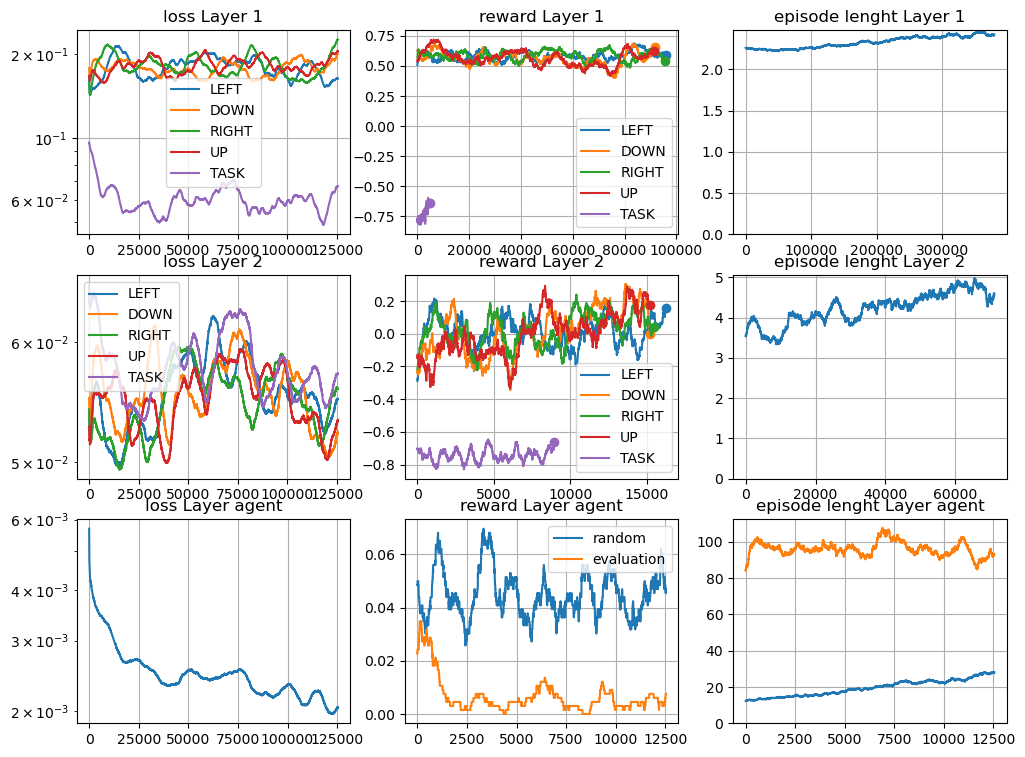 loss Layer 1
2 × 10⁻¹
10⁻¹
6 × 10⁻²
LEFT
DOWN
RIGHT
UP
TASK
0 25000 50000 75000 100000 125000
reward Layer 1
0.75
0.50
0.25
0.00
−0.25
−0.50
−0.75
LEFT
DOWN
RIGHT
UP
TASK
0 20000 40000 60000 80000 100000
episode lenght Layer 1
2.0
1.5
1.0
0.5
0.0
0 100000 200000 300000
loss Layer 2
6 × 10⁻²
5 × 10⁻²
LEFT
DOWN
RIGHT
UP
TASK
0 25000 50000 75000 100000 125000
reward Layer 2
0.2
0.0
−0.2
−0.4
−0.6
−0.8
LEFT
DOWN
RIGHT
UP
TASK
0 5000 10000 15000
episode lenght Layer 2
5
4
3
2
1
0
0 20000 40000 60000
loss Layer agent
6 × 10⁻³
4 × 10⁻³
3 × 10⁻³
2 × 10⁻³
0 25000 50000 75000 100000 125000
reward Layer agent
0.06
0.04
0.02
0.00
random
evaluation
0 2500 5000 7500 10000 12500
episode lenght Layer agent
100
80
60
40
20
0
0 2500 5000 7500 10000 12500